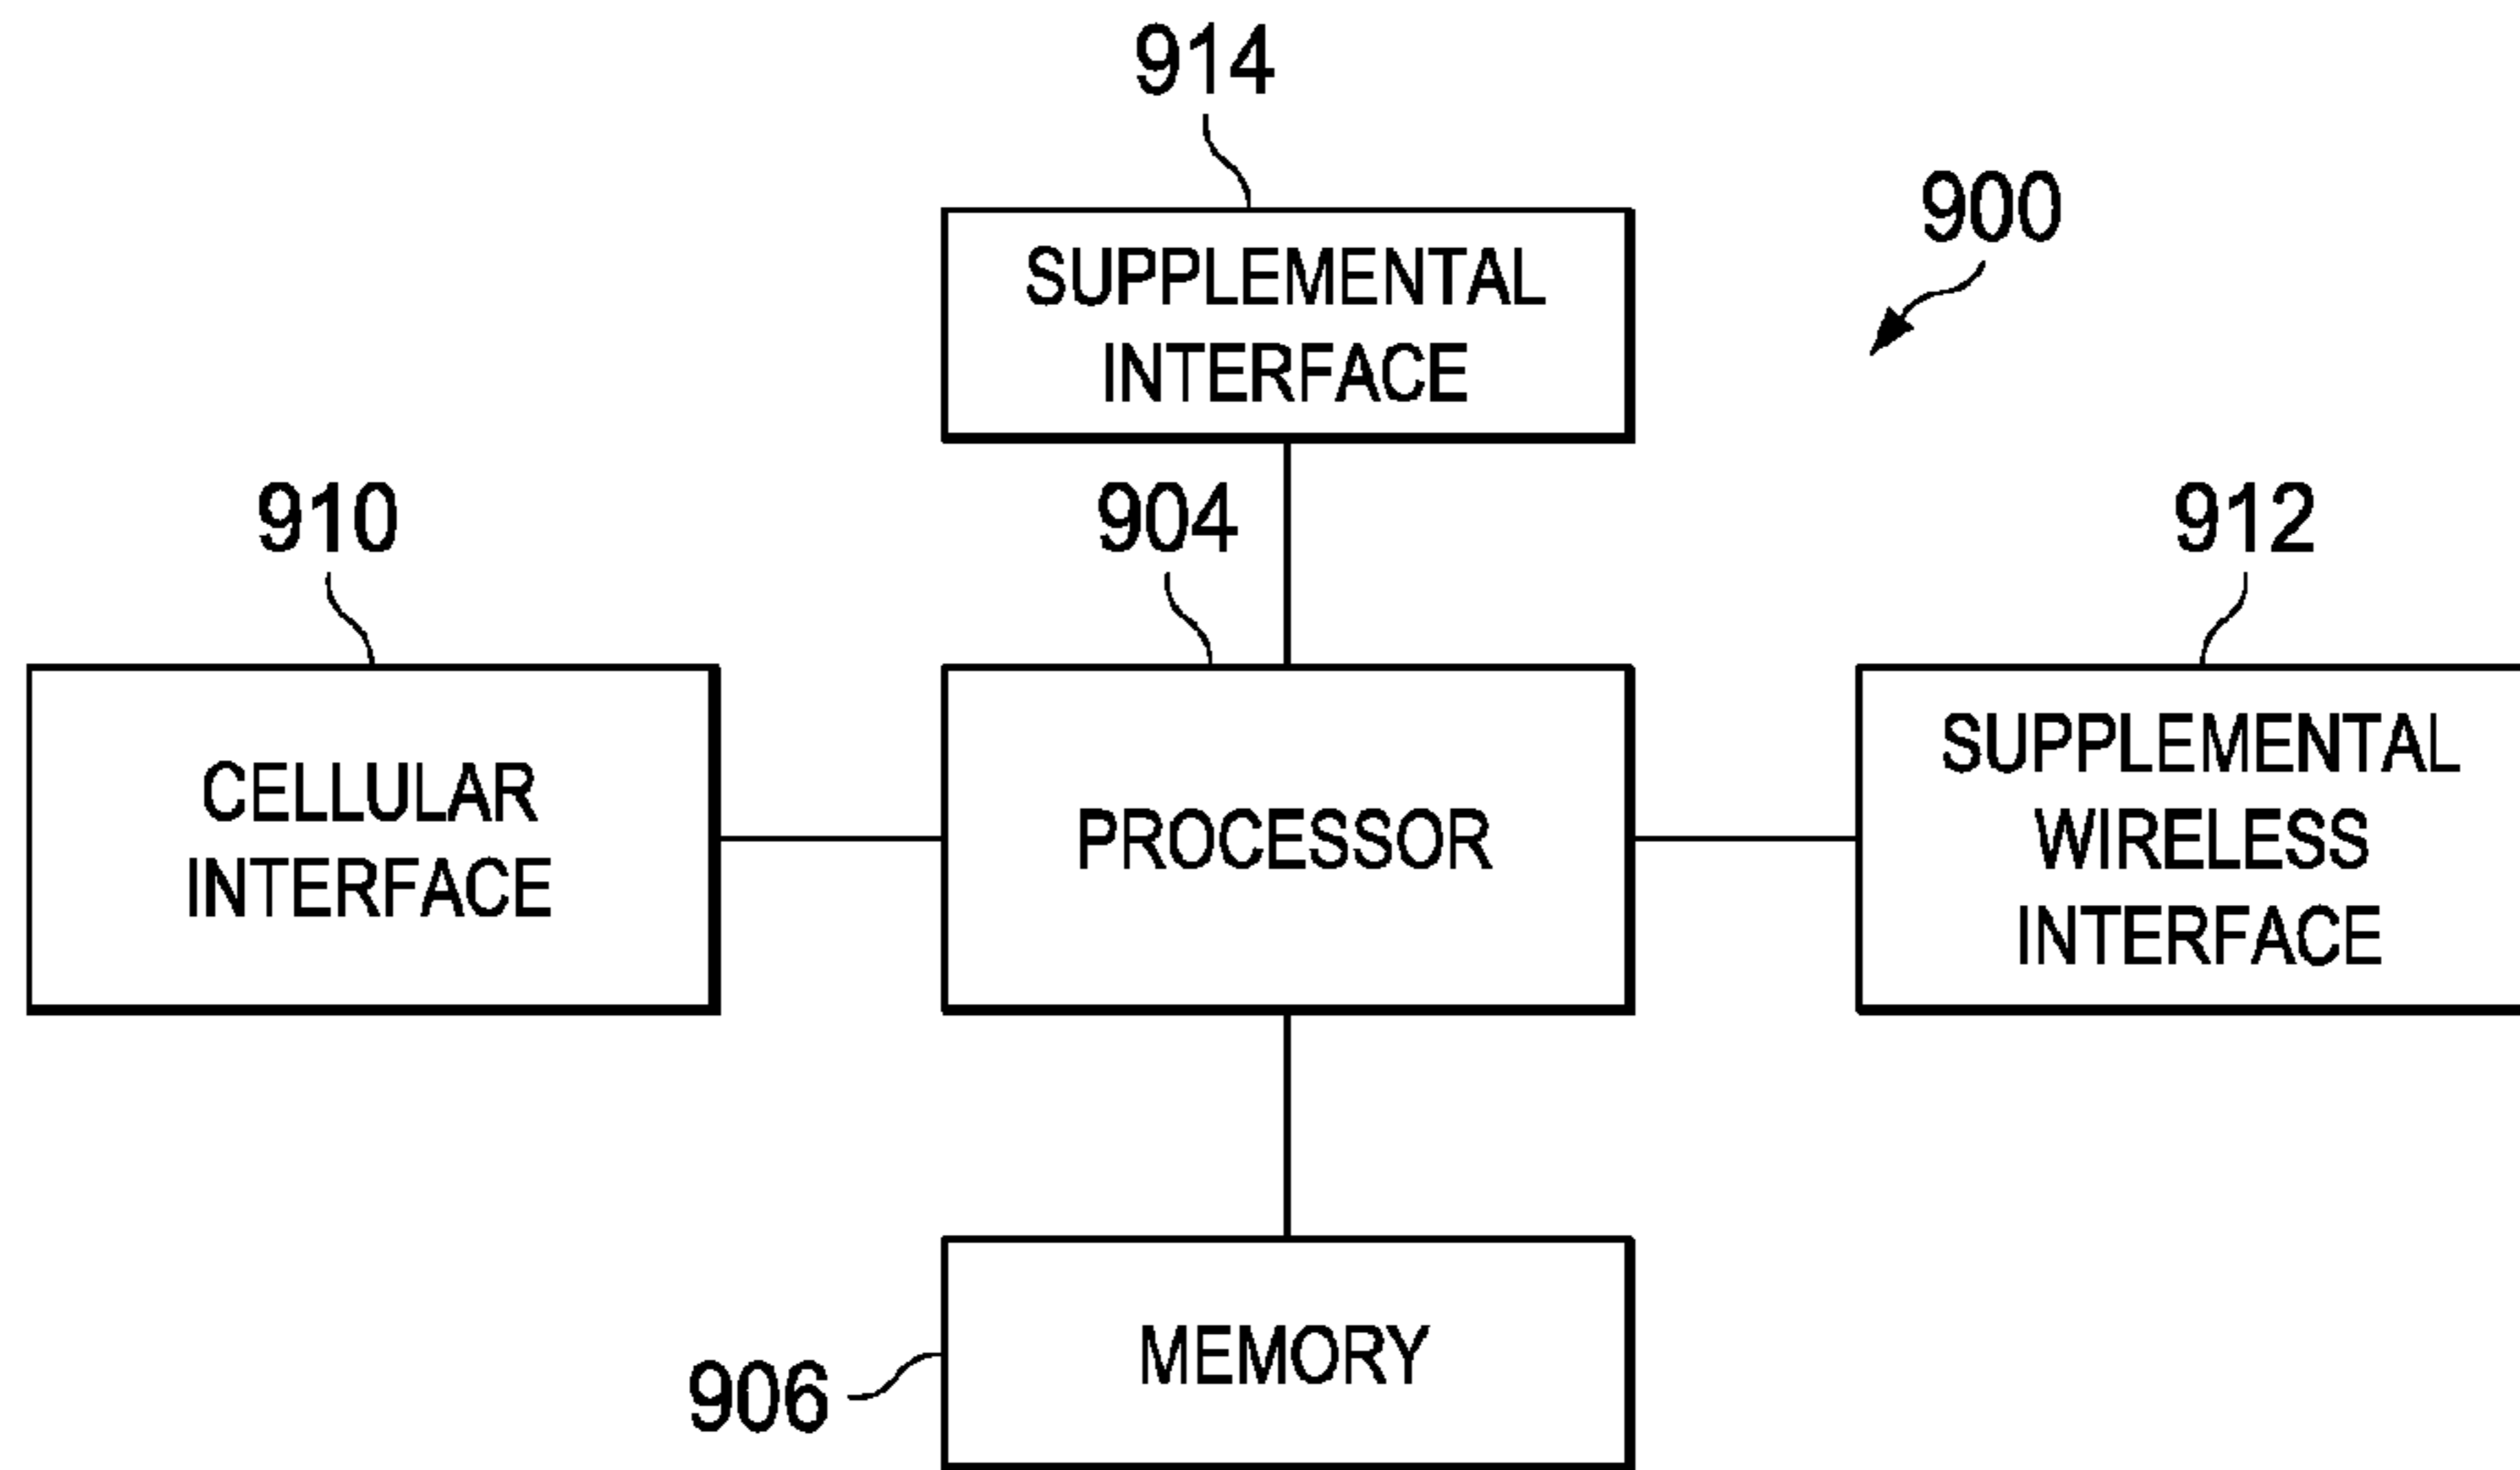 914
900
SUPPLEMENTAL
INTERFACE
910
904
912
CELLULAR
INTERFACE
PROCESSOR
SUPPLEMENTAL
WIRELESS
INTERFACE
906
MEMORY